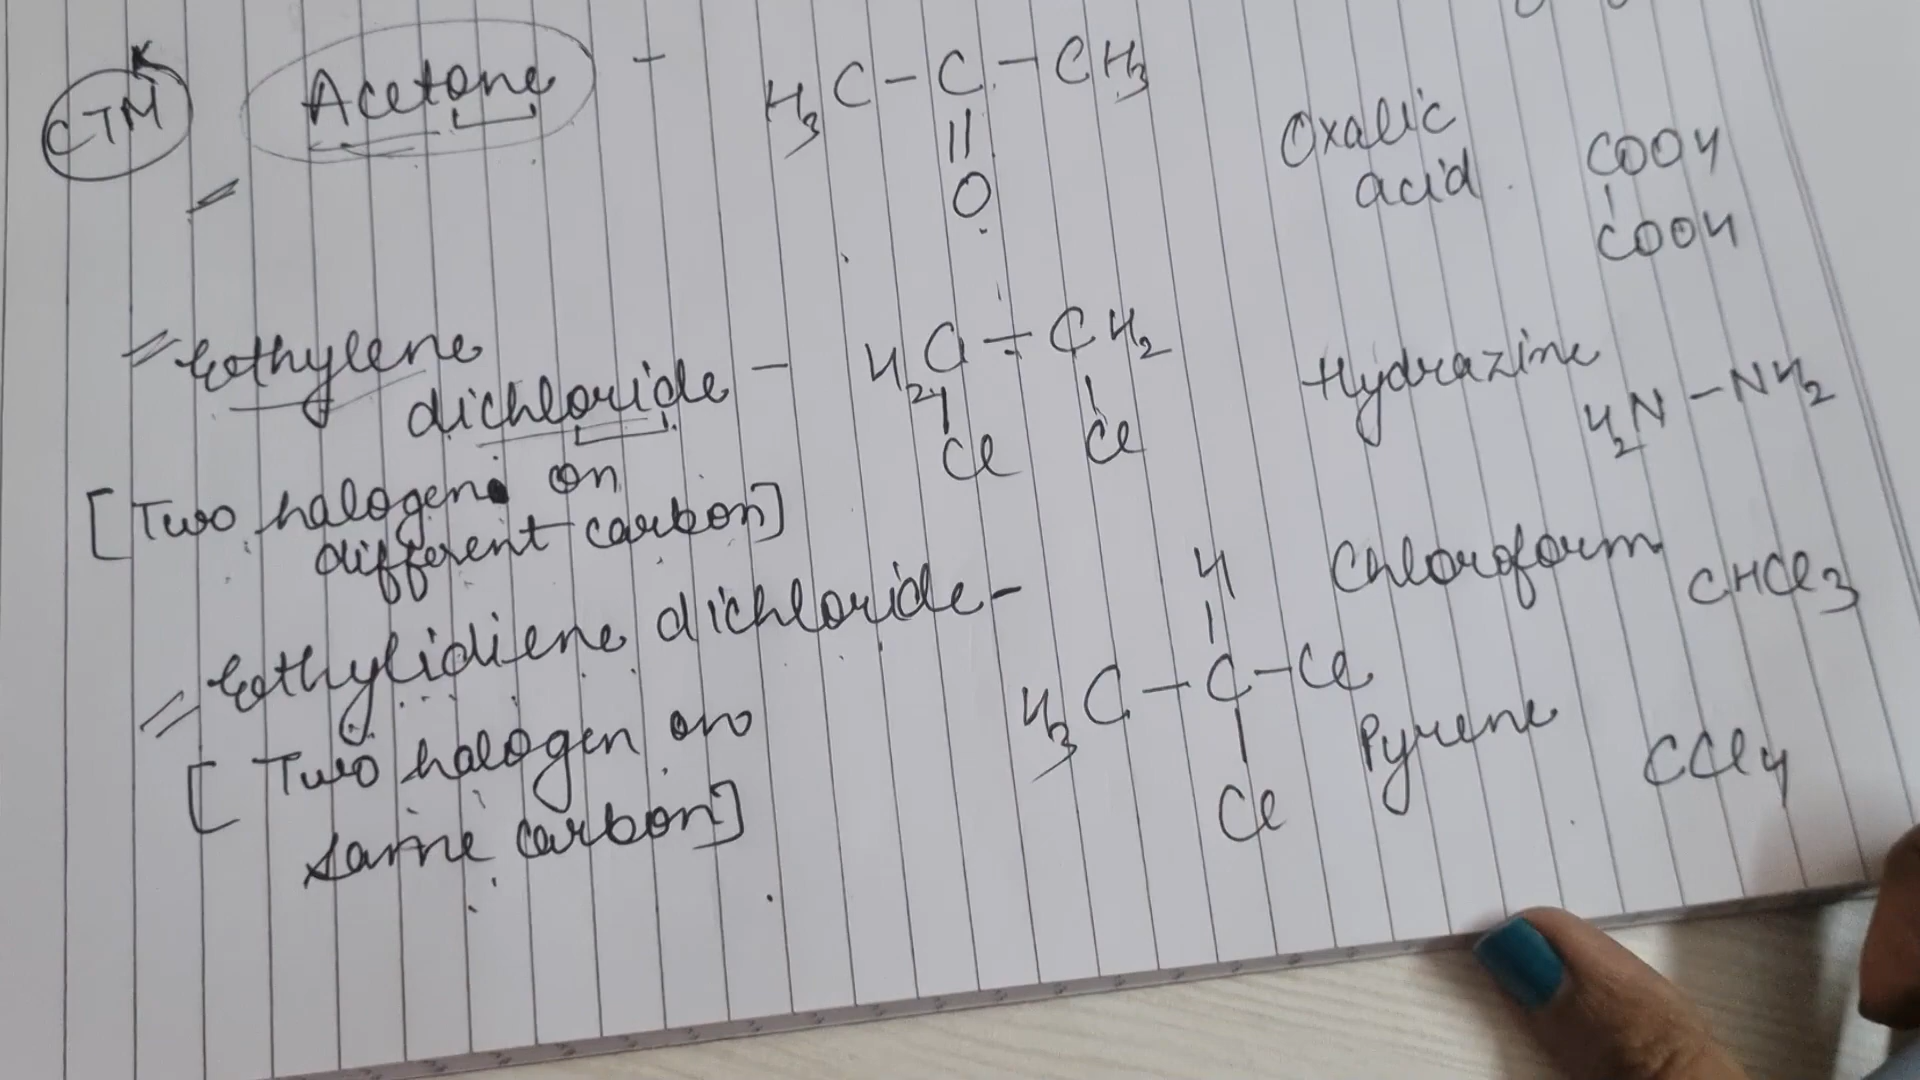 CTM
Acetone - H3C-C-CH3
||
O
Ethylene
dichloride - H2C-CH2
Cl Cl
[Two halogen on
different carbon]
Ethylidiene dichloride -
H
H3C-C-Cl
Cl
[Two halogen on
same carbon]
Oxalic
acid
COOH
COOH
Hydrazine
H2N-NH2
Chloroform
CHCl3
Pyrene
CCl4